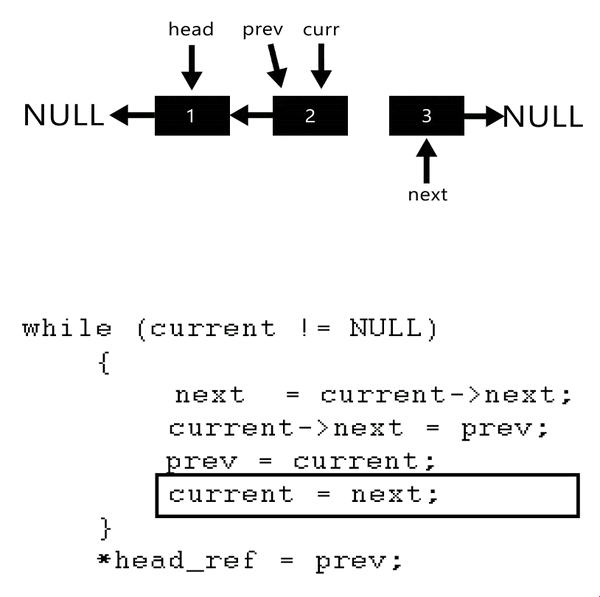 head prev curr
NULL 1 2 3 NULL
next
while (current != NULL)
{
next = current->next;
current->next = prev;
prev = current;
current = next;
}
*head_ref = prev;